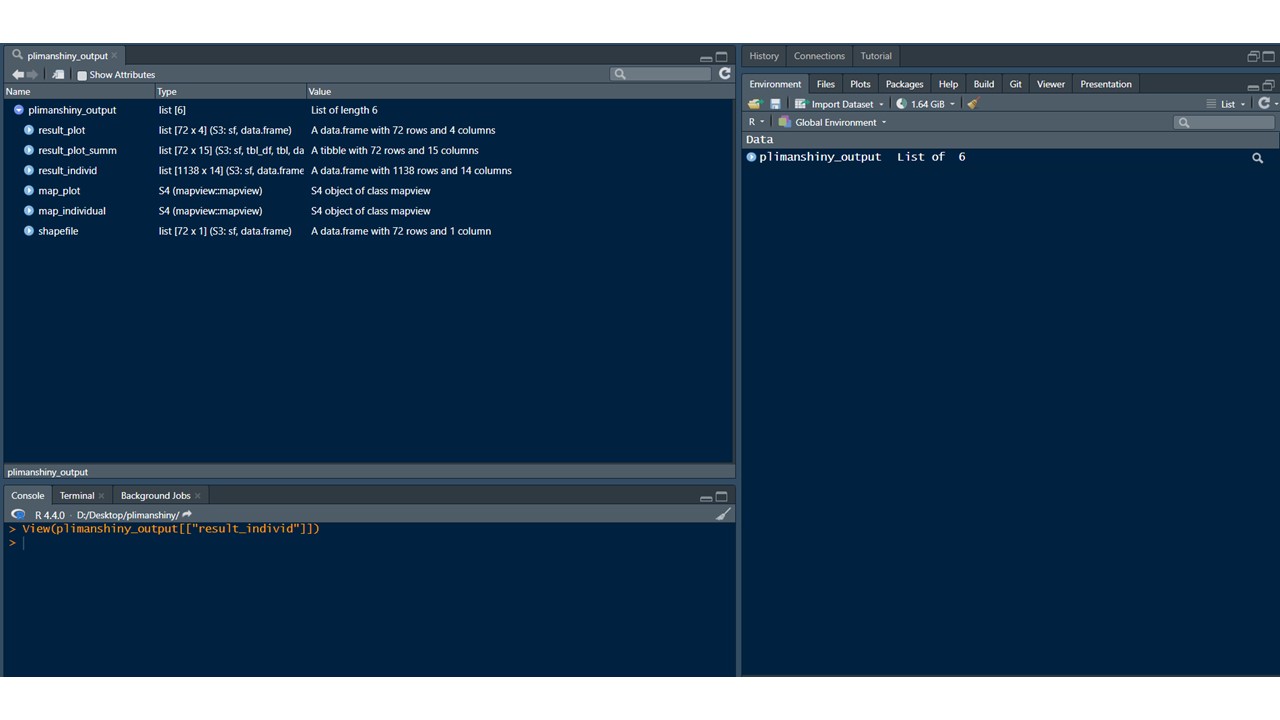 plimanshiny_output
Show Attributes
Name Type Value
plimanshiny_output list [6] List of length 6
result_plot list [72 x 4] (S3: sf, data.frame) A data.frame with 72 rows and 4 columns
result_plot_summ list [72 x 15] (S3: sf, tbl_df, tbl, da A tibble with 72 rows and 15 columns
result_individ list [1138 x 14] (S3: sf, data.frame A data.frame with 1138 rows and 14 columns
map_plot S4 (mapview::mapview) S4 object of class mapview
map_individual S4 (mapview::mapview) S4 object of class mapview
shapefile list [72 x 1] (S3: sf, data.frame) A data.frame with 72 rows and 1 column
plimanshiny_output
Console Terminal Background Jobs
R 4.4.0 · D:/Desktop/plimanshiny/
> View(plimanshiny_output[["result_individ"]])
>
History Connections Tutorial
Environment Files Plots Packages Help Build Git Viewer Presentation
Import Dataset 1.64 GiB List
R Global Environment
Data
plimanshiny_output List of 6